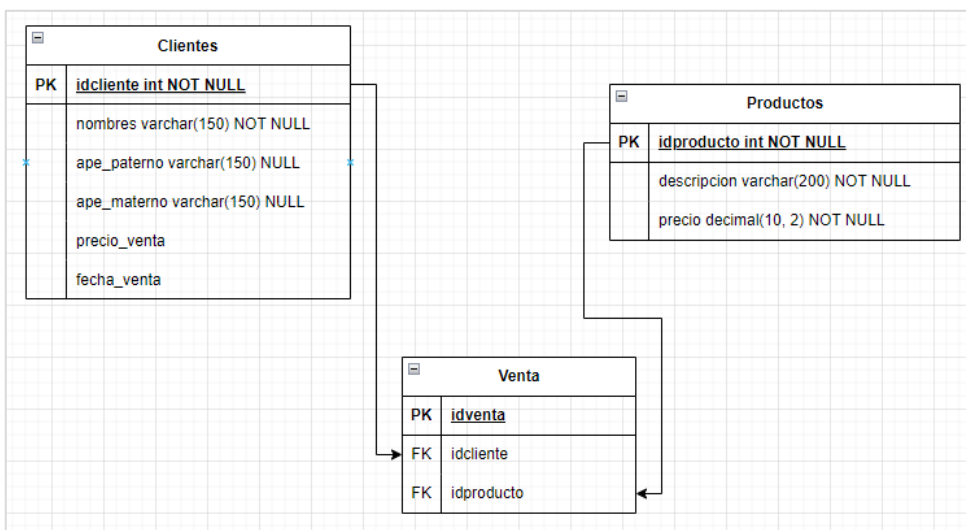 Clientes
PK idcliente int NOT NULL
nombres varchar(150) NOT NULL
ape_paterno varchar(150) NULL
ape_materno varchar(150) NULL
precio_venta
fecha_venta
Productos
PK idproducto int NOT NULL
descripcion varchar(200) NOT NULL
precio decimal(10, 2) NOT NULL
Venta
PK idventa
FK idcliente
FK idproducto